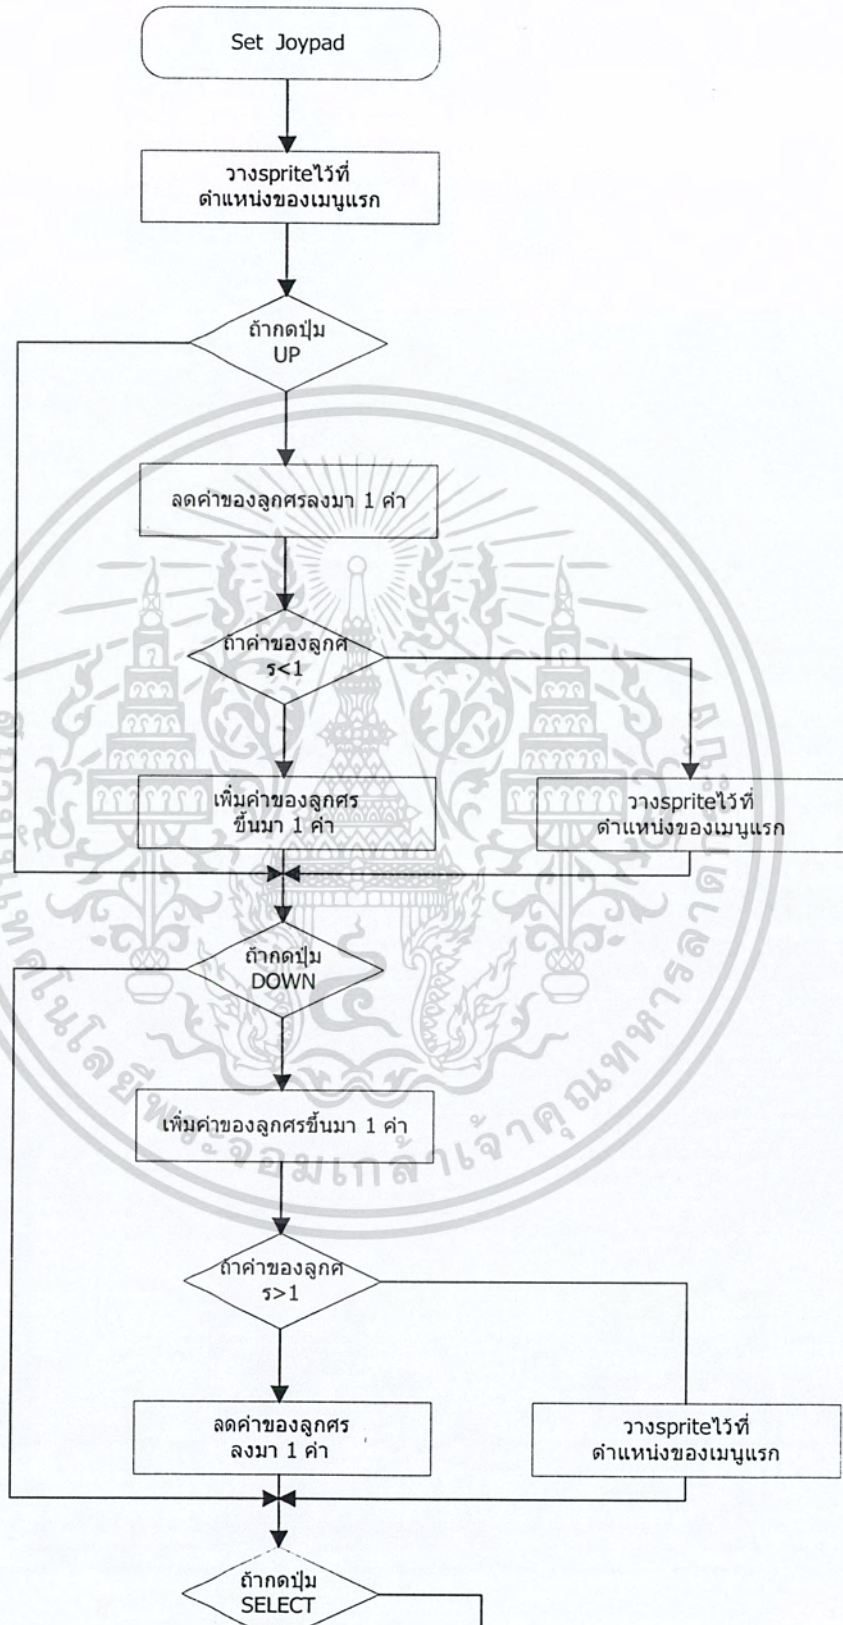 Set Joypad
วางspriteไว้ที่
ตำแหน่งของเมนูแรก
ถ้ากดปุ่ม
UP
ลดค่าของลูกศรลงมา 1 ค่า
ถ้าค่าของลูกศ
ร<1
เพิ่มค่าของลูกศร
ขึ้นมา 1 ค่า
วางspriteไว้ที่
ตำแหน่งของเมนูแรก
ถ้ากดปุ่ม
DOWN
เพิ่มค่าของลูกศรขึ้นมา 1 ค่า
ถ้าค่าของลูกศ
ร>1
ลดค่าของลูกศร
ลงมา 1 ค่า
วางspriteไว้ที่
ตำแหน่งของเมนูแรก
ถ้ากดปุ่ม
SELECT